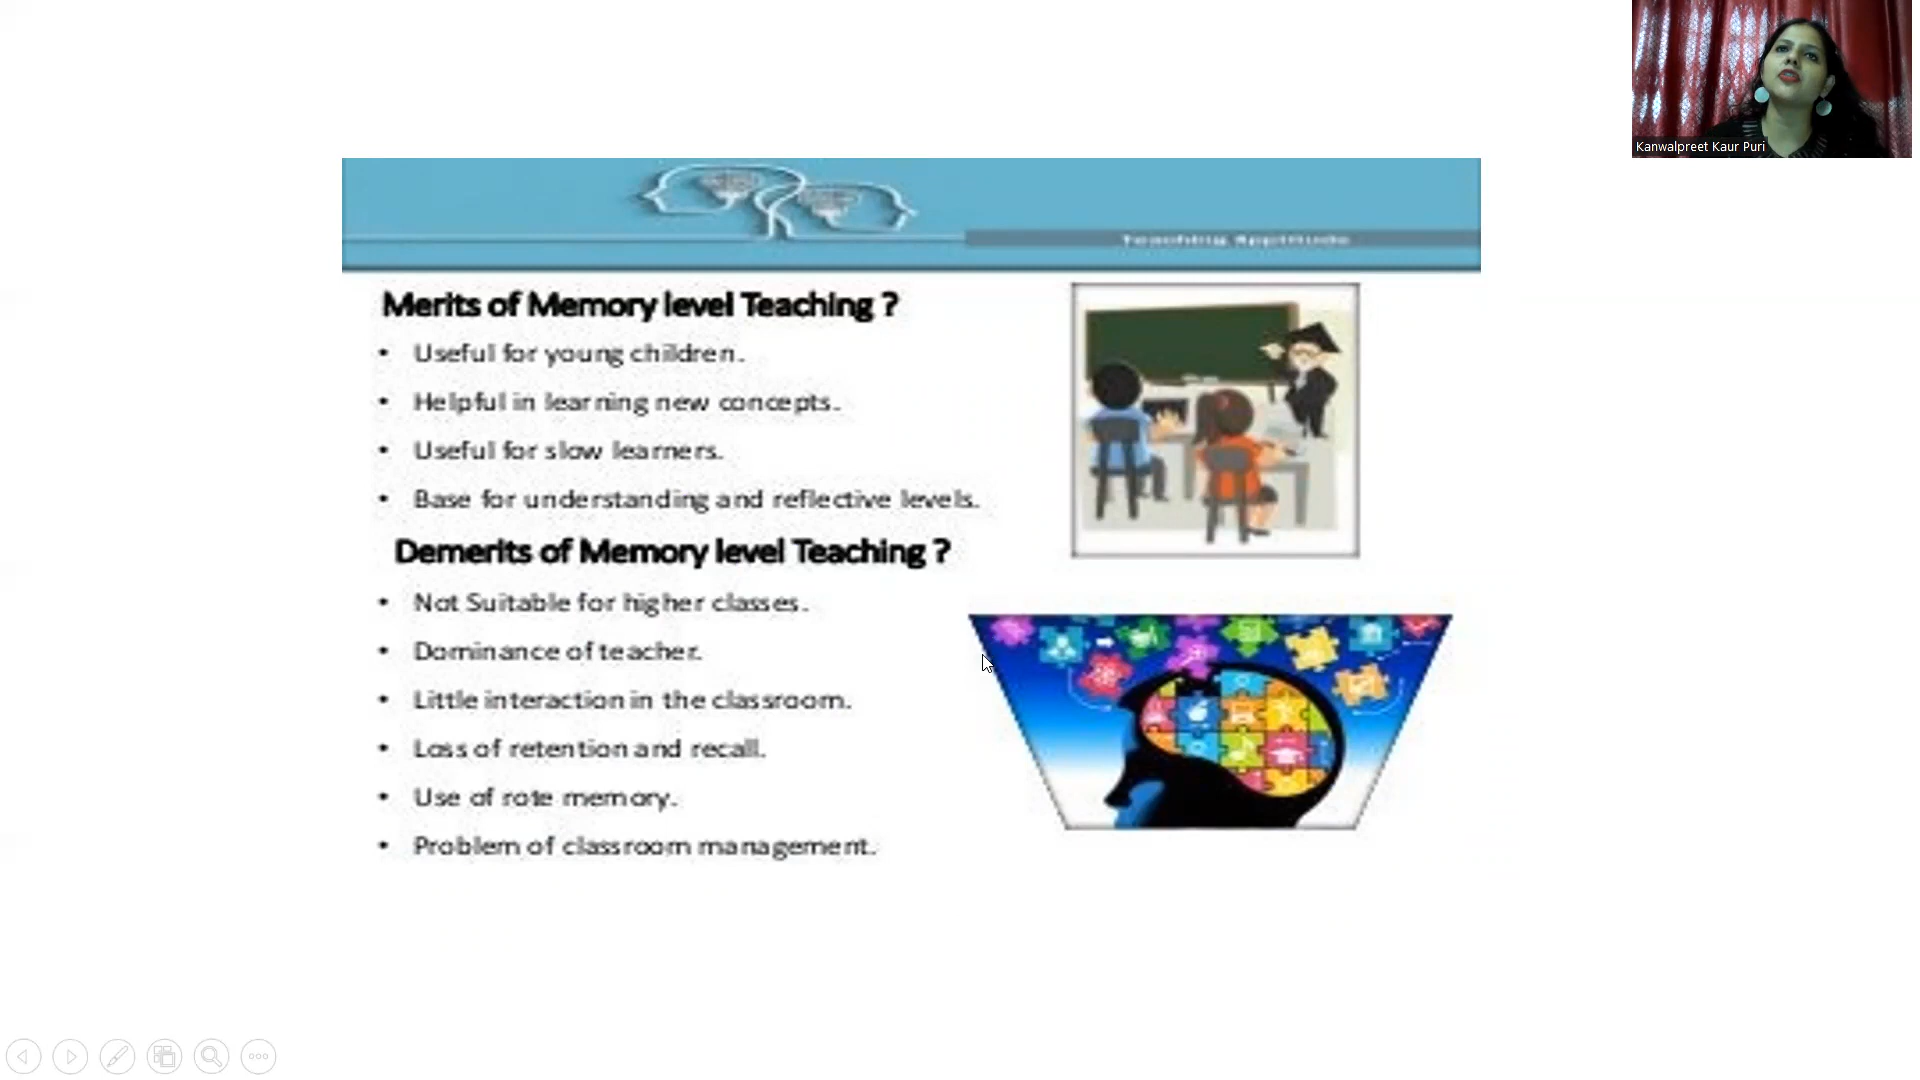 Kanwalpreet Kaur Puri
Teaching Apptitude
Merits of Memory level Teaching ?
• Useful for young children.
• Helpful in learning new concepts.
• Useful for slow learners.
• Base for understanding and reflective levels.
Demerits of Memory level Teaching ?
• Not Suitable for higher classes.
• Dominance of teacher.
• Little interaction in the classroom.
• Loss of retention and recall.
• Use of rote memory.
• Problem of classroom management.